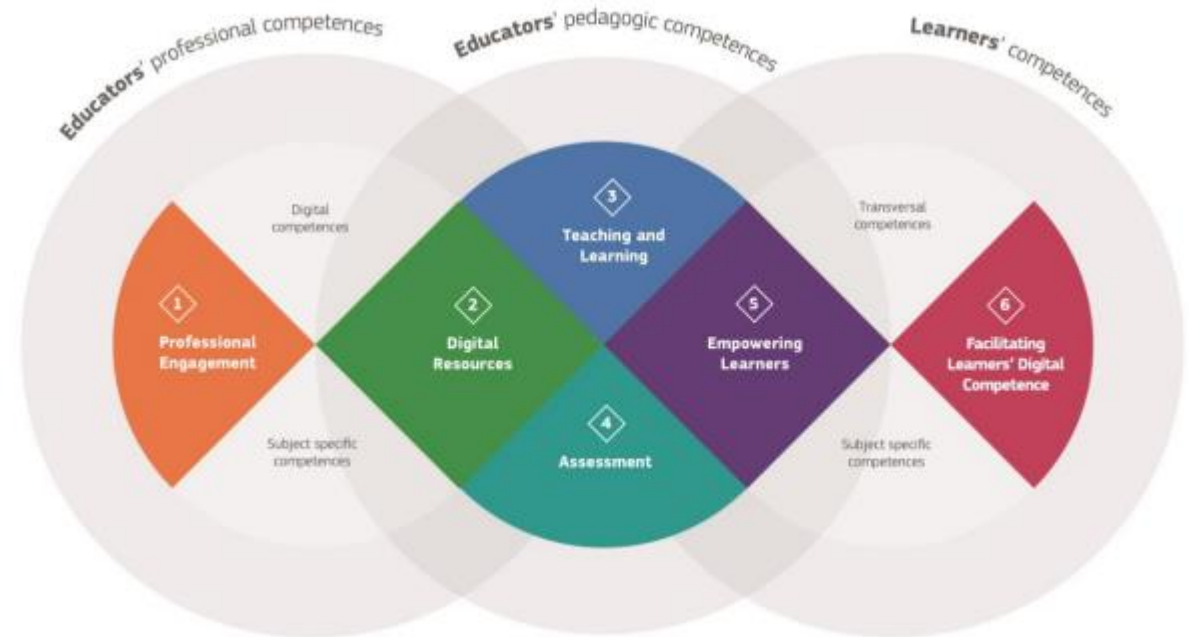 Educators' professional competences
Educators' pedagogic competences
Learners' competences
Digital
competences
3
Teaching and
Learning
Transversal
competences
1
Professional
Engagement
2
Digital
Resources
5
Empowering
Learners
6
Facilitating
Learners' Digital
Competence
Subject specific
competences
4
Assessment
Subject specific
competences